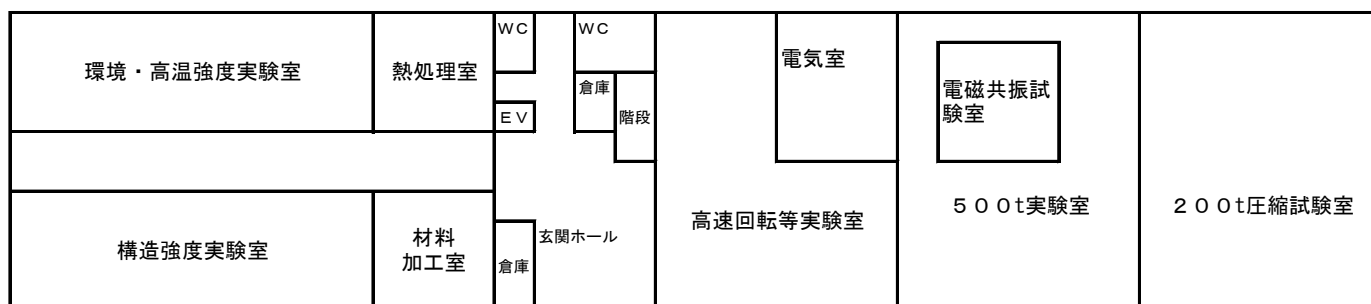 環境・高温強度実験室
熱処理室
ＷＣ
ＷＣ
電気室
倉庫
階段
ＥＶ
電磁共振試
験室
構造強度実験室
材料
加工室
倉庫
玄関ホール
高速回転等実験室
５００t実験室
２００t圧縮試験室